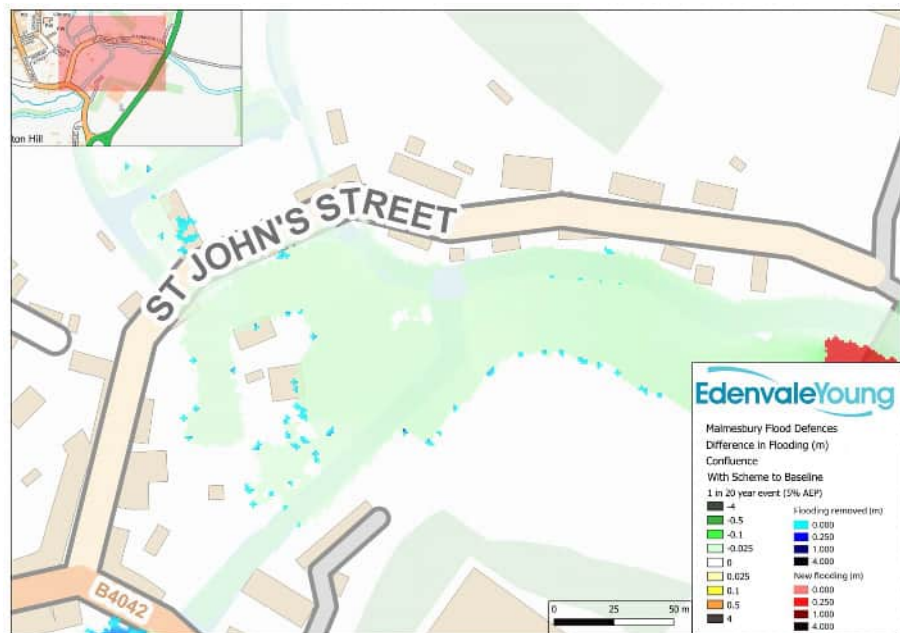 ton Hill
ST JOHN'S STREET
B4042
EdenvaleYoung
Malmesbury Flood Defences
Difference in Flooding (m)
Confluence
With Scheme to Baseline
1 in 20 year event (5% AEP)
-4
-0.5
-0.1
-0.025
0
0.025
0.1
0.5
4
Flooding removed (m)
0.000
0.250
1.000
4.000
New flooding (m)
0.000
0.250
1.000
4.000
0 25 50 m